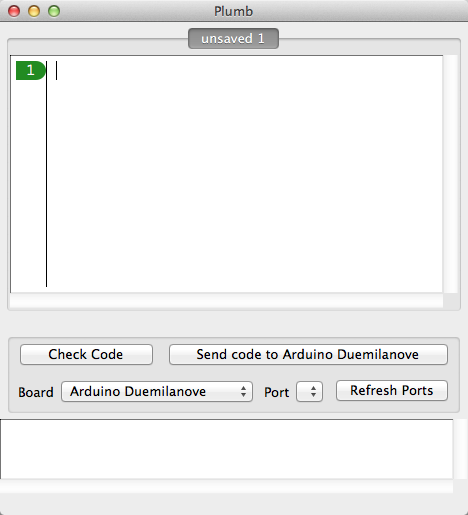 Plumb
unsaved 1
1
Check Code Send code to Arduino Duemilanove
Board Arduino Duemilanove Port Refresh Ports